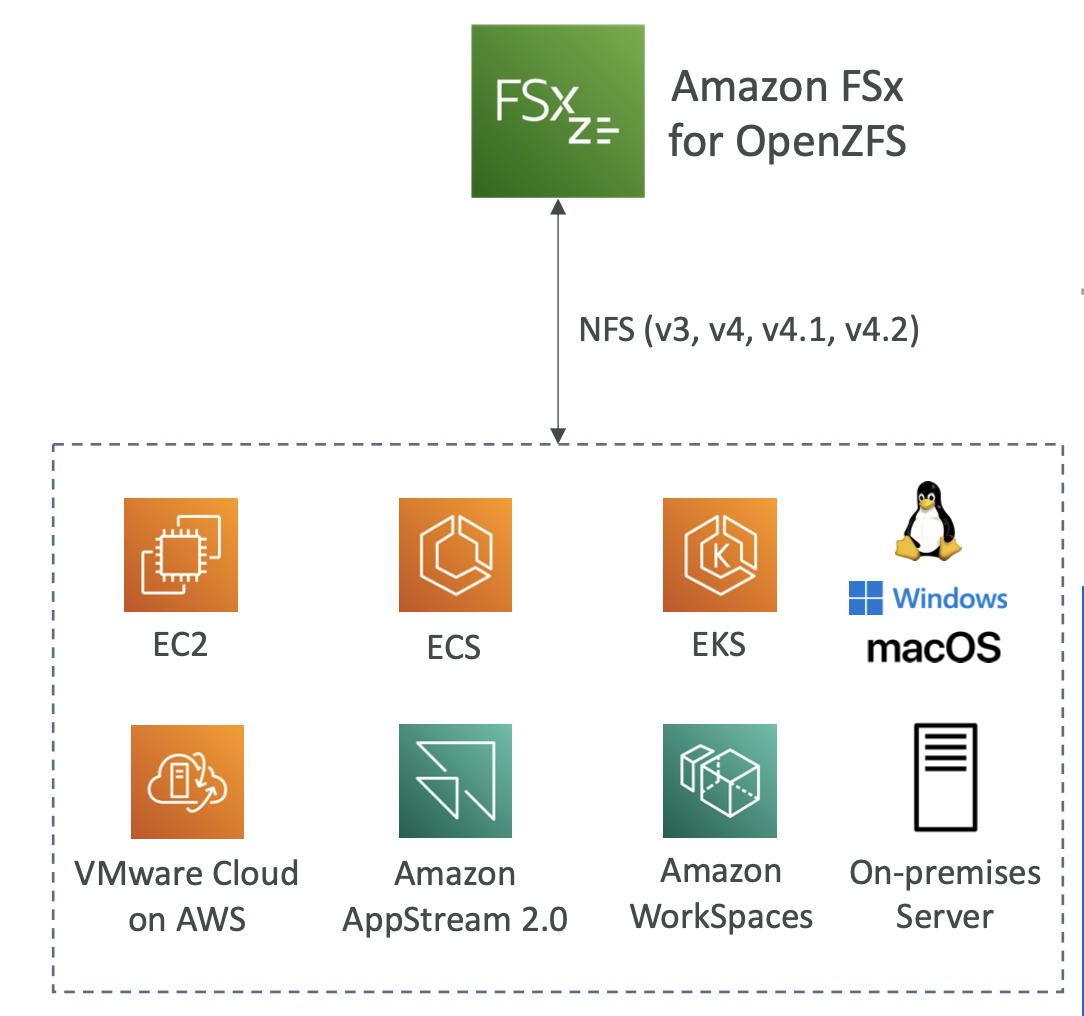 FSx
Z
Amazon FSx
for OpenZFS
NFS (v3, v4, v4.1, v4.2)
EC2
ECS
K
EKS
Windows
macOS
VMware Cloud
on AWS
Amazon
AppStream 2.0
Amazon
WorkSpaces
On-premises
Server